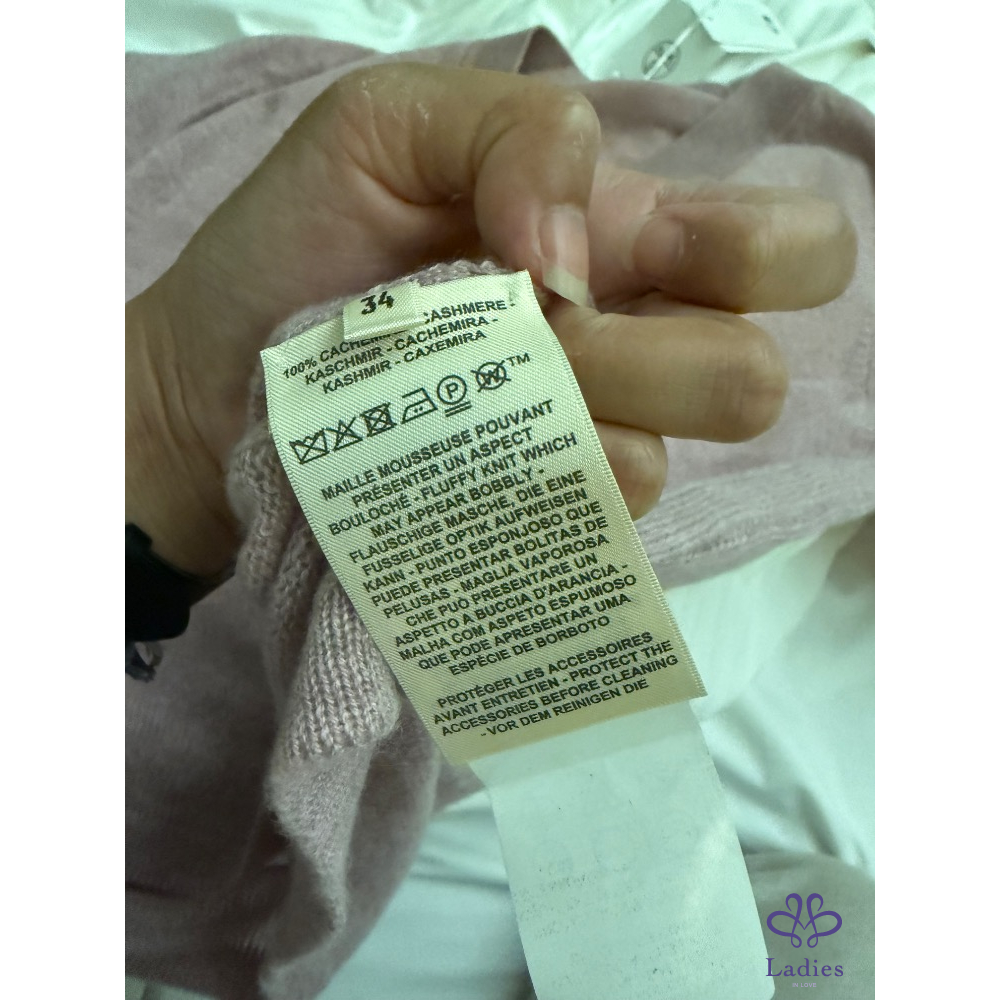 34
100% CACHEMIRE CASHMERE -
KASCHMIR - CACHEMIRA -
KASHMIR - CAXEMIRA
P W™
MAILLE MOUSSEUSE POUVANT
PRÉSENTER UN ASPECT
BOULOCHÉ - FLUFFY KNIT WHICH
MAY APPEAR BOBBLY -
FLAUSCHIGE MASCHE, DIE EINE
FUSSELIGE OPTIK AUFWEISEN
KANN - PUNTO ESPONJOSO QUE
PUEDE PRESENTAR BOLITAS DE
PELUSAS - MAGLIA VAPOROSA
CHE PUÒ PRESENTARE UN
ASPETTO A BUCCIA D'ARANCIA -
MALHA COM ASPETO ESPUMOSO
QUE PODE APRESENTAR UMA
ESPÉCIE DE BORBOTO
PROTÉGER LES ACCESSOIRES
AVANT ENTRETIEN - PROTECT THE
ACCESSORIES BEFORE CLEANING
- VOR DEM REINIGEN DIE
Ladies
IN LOVE